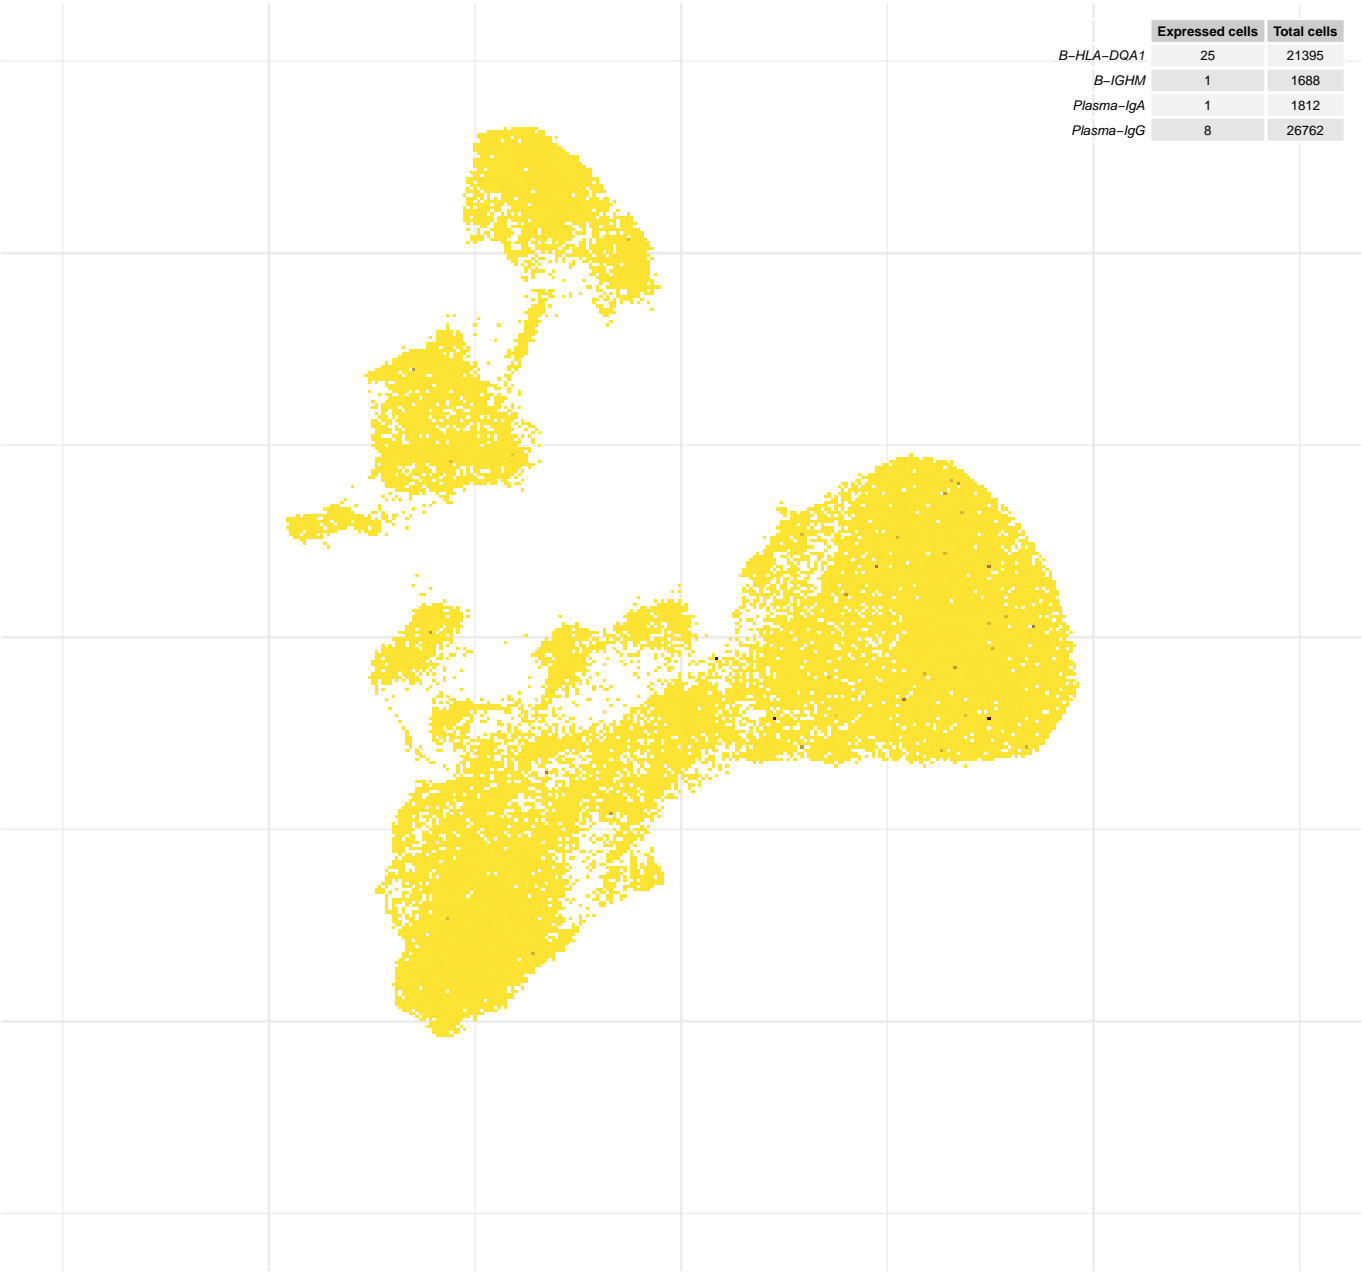 Expressed cells Total cells
B−HLA−DQA1 25 21395
B−IGHM 1 1688
Plasma−IgA 1 1812
Plasma−IgG 8 26762